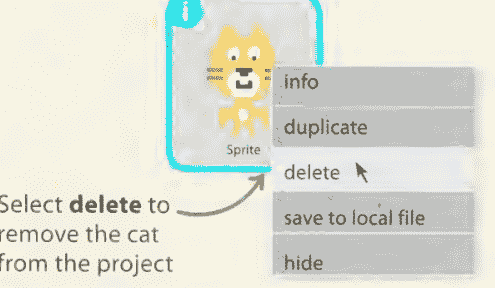 i
info
duplicate
Sprite
delete
Select delete to
remove the cat
from the project
save to local file
hide